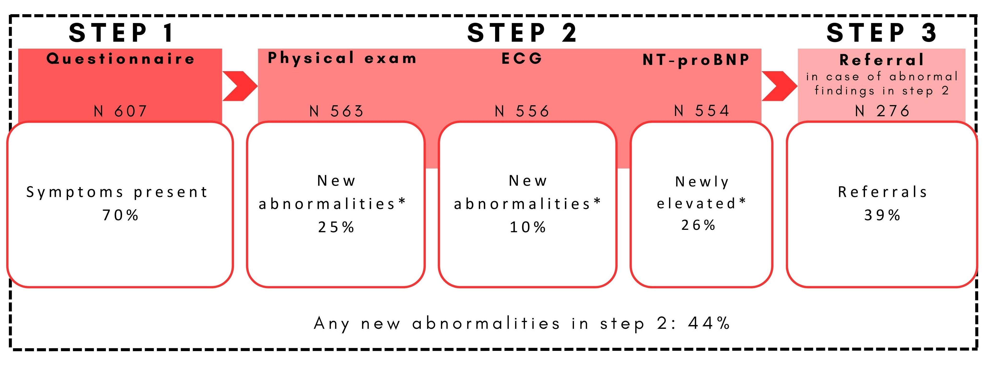 STEP 1
Questionnaire
N 607
Symptoms present
70%
STEP 2
Physical exam
N 563
New
abnormalities*
25%
ECG
N 556
New
abnormalities*
10%
NT-proBNP
N 554
Newly
elevated*
26%
STEP 3
Referral
in case of abnormal
findings in step 2
N 276
Referrals
39%
Any new abnormalities in step 2: 44%